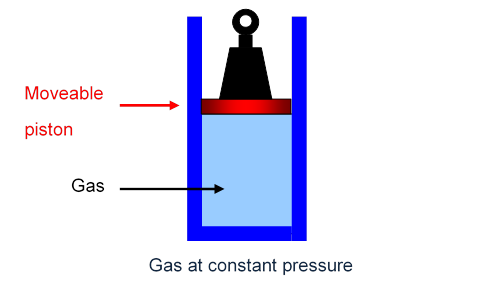 Moveable
piston
Gas
Gas at constant pressure